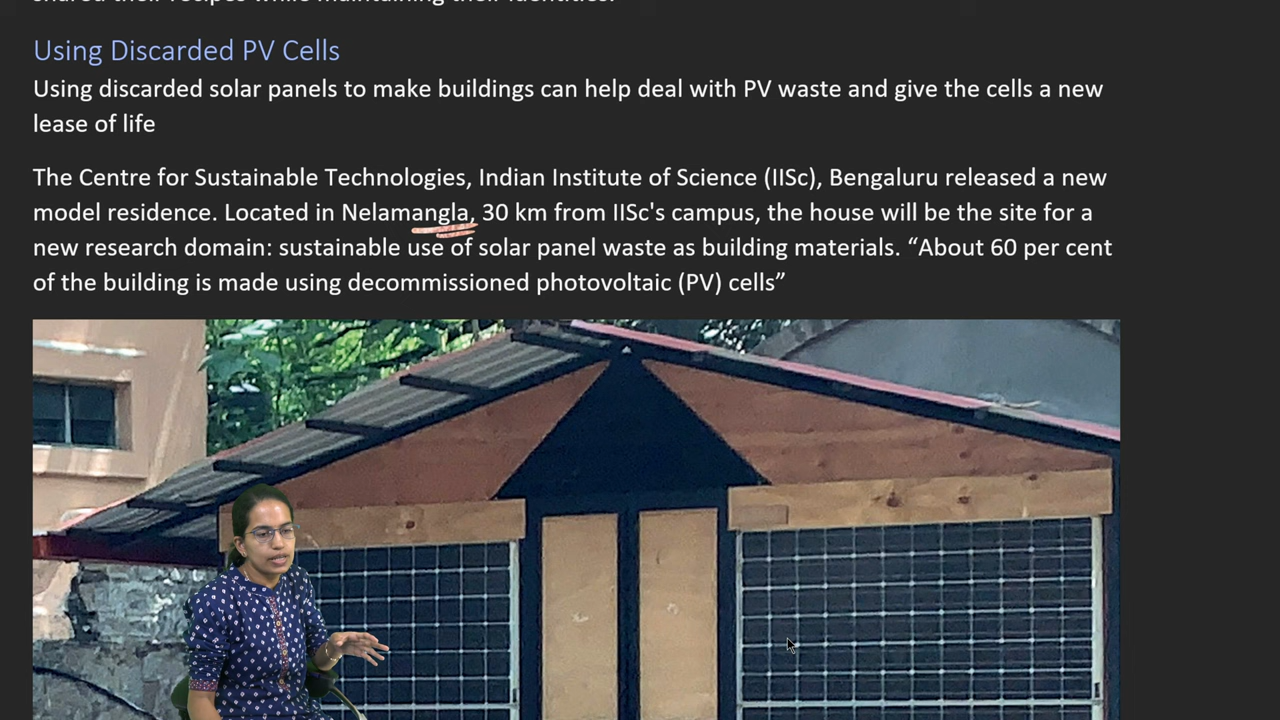 Using Discarded PV Cells
Using discarded solar panels to make buildings can help deal with PV waste and give the cells a new
lease of life
The Centre for Sustainable Technologies, Indian Institute of Science (IISc), Bengaluru released a new
model residence. Located in Nelamangla, 30 km from IISc's campus, the house will be the site for a
new research domain: sustainable use of solar panel waste as building materials. “About 60 per cent
of the building is made using decommissioned photovoltaic (PV) cells”